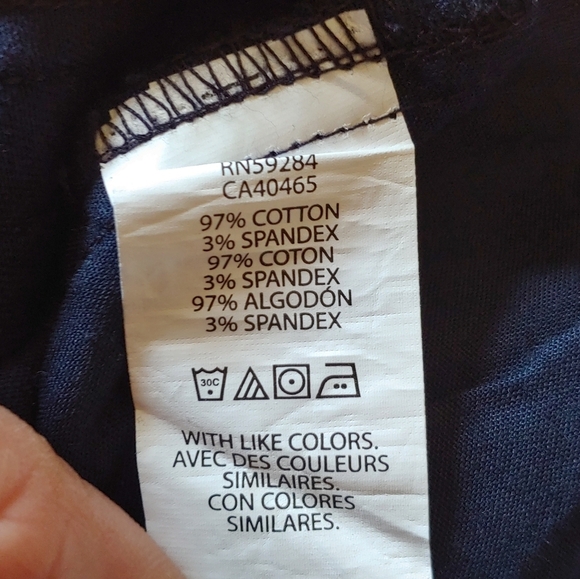 RN59284
CA40465
97% COTTON
3% SPANDEX
97% COTON
3% SPANDEX
97% ALGODÓN
3% SPANDEX
30C
WITH LIKE COLORS.
AVEC DES COULEURS
SIMILAIRES.
CON COLORES
SIMILARES.